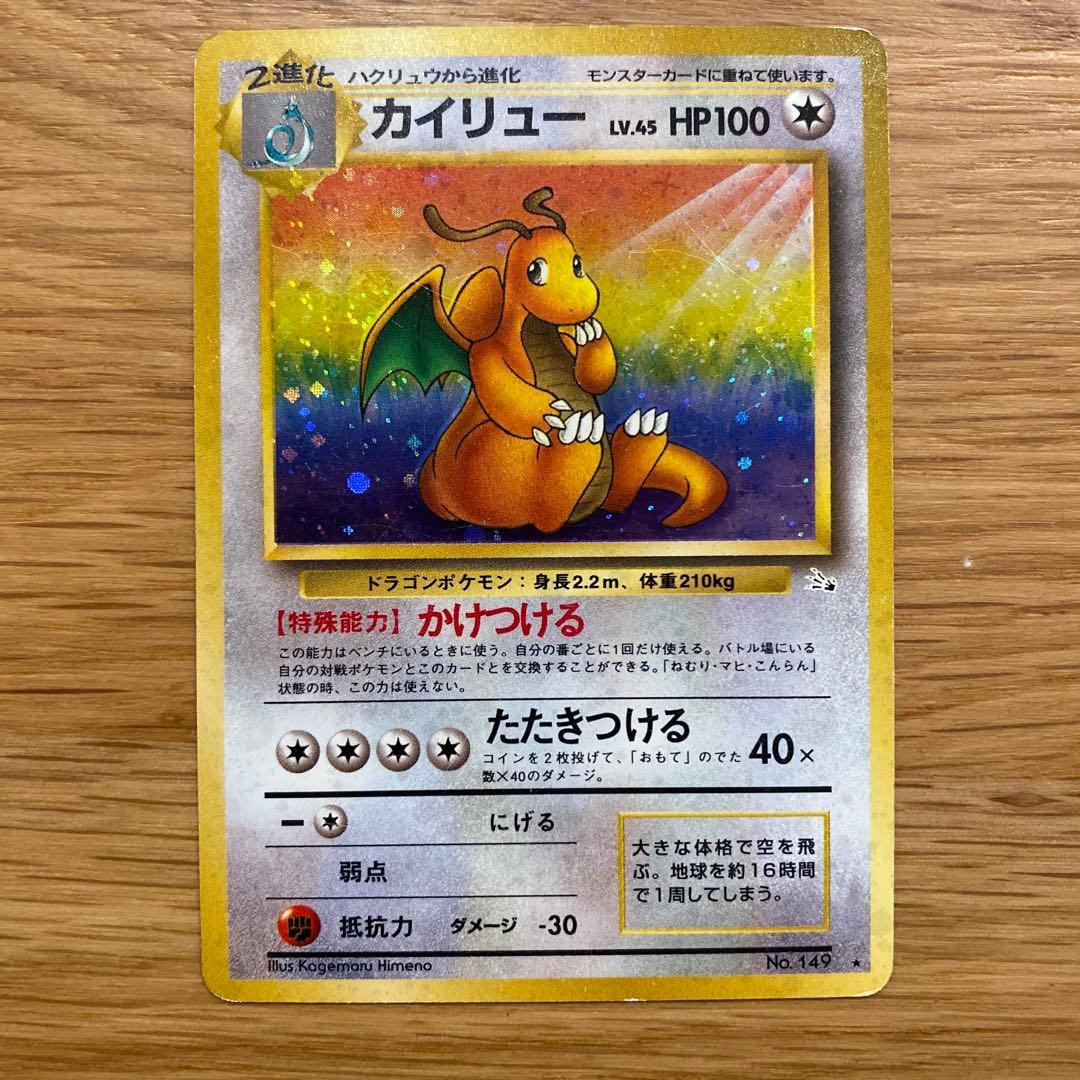 2進化 ハクリュウから進化 モンスターカードに重ねて使います。
カイリュー LV.45 HP100
ドラゴンポケモン：身長2.2m、体重210kg
【特殊能力】かけつける
この能力はベンチにいるときに使う。自分の番ごとに1回だけ使える。バトル場にいる
自分の対戦ポケモンとこのカードとを交換することができる。「ねむり・マヒ・こんらん」
状態の時、この力は使えない。
たたきつける
コインを2枚投げて、「おもて」のでた
数×40のダメージ。
40×
にげる
弱点
抵抗力 ダメージ -30
大きな体格で空を飛
ぶ。地球を約16時間
で1周してしまう。
Illus.Kagemaru Himeno
No. 149